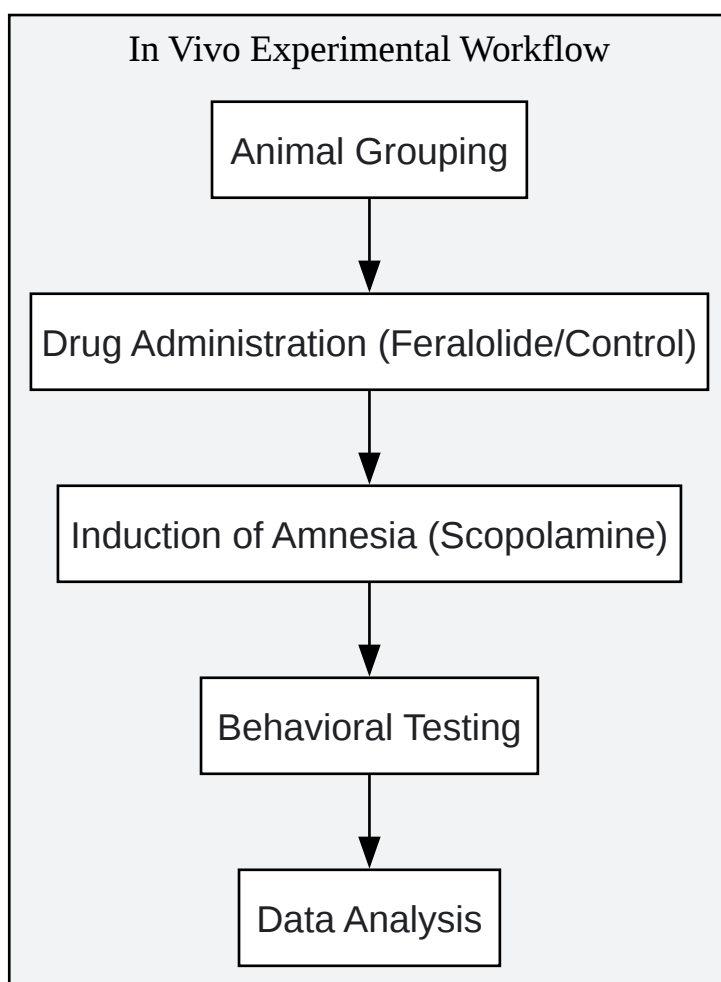 In Vivo Experimental Workflow
Animal Grouping
Drug Administration (Feralolide/Control)
Induction of Amnesia (Scopolamine)
Behavioral Testing
Data Analysis